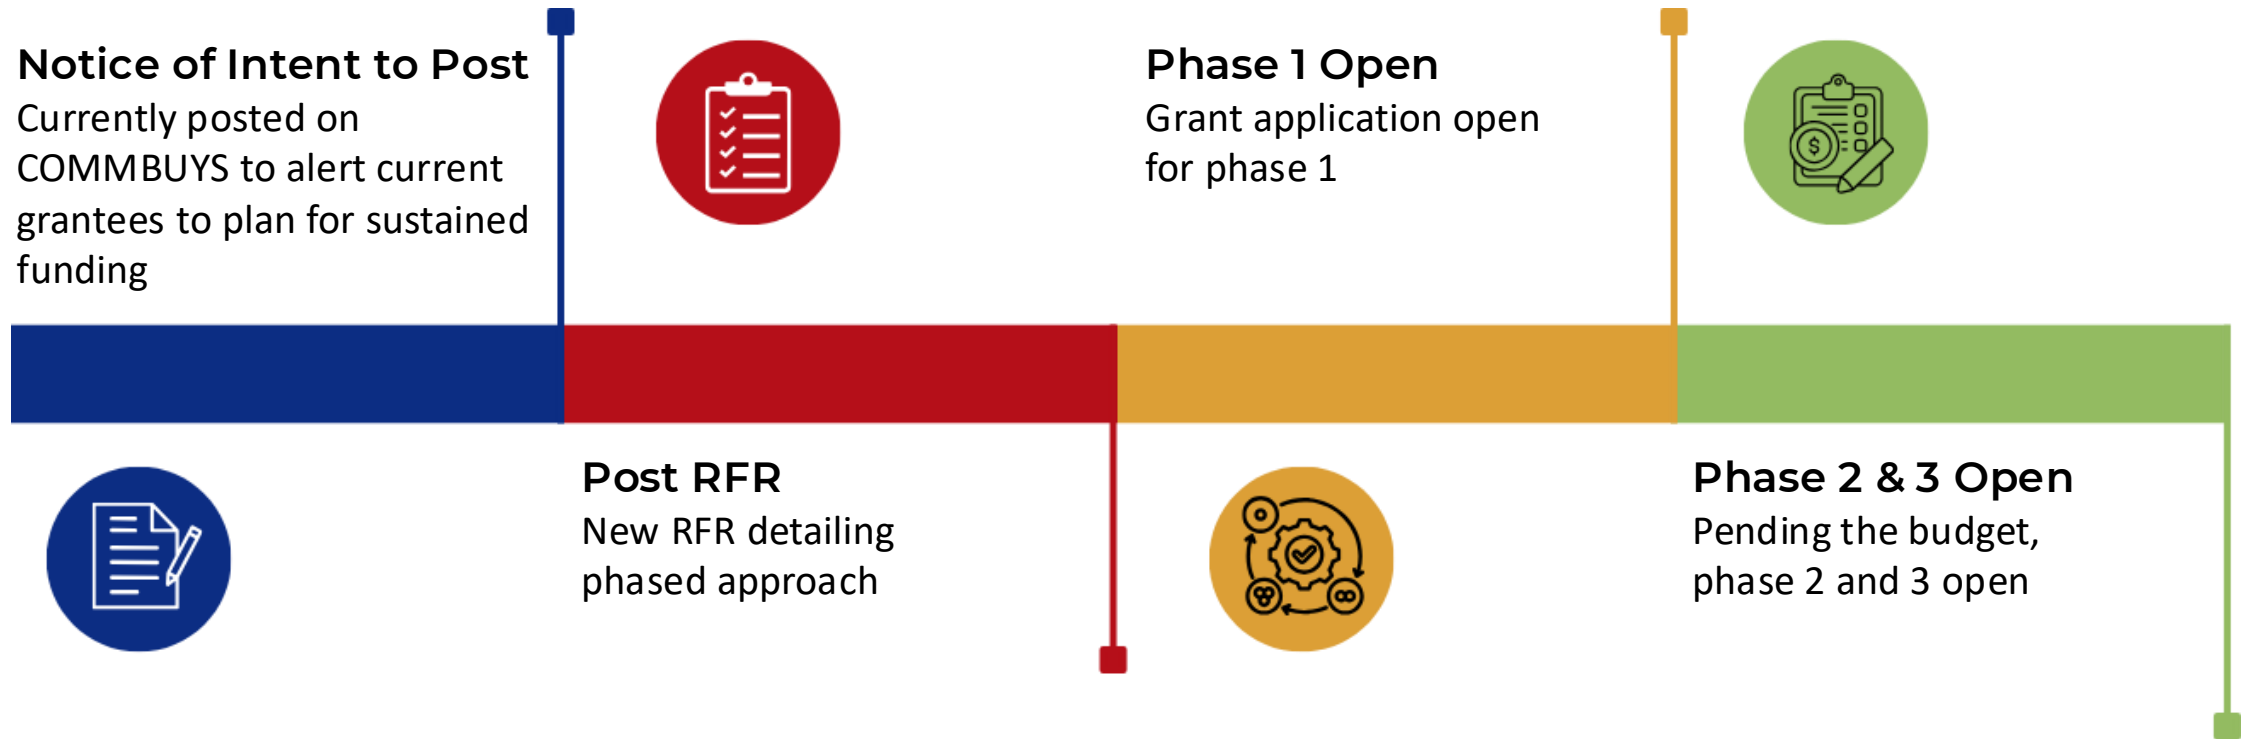 Notice of Intent to Post
Currently posted on
COMMBUYS to alert current
grantees to plan for sustained
funding
Post RFR
New RFR detailing
phased approach
Phase 1 Open
Grant application open
for phase 1
Phase 2 & 3 Open
Pending the budget,
phase 2 and 3 open